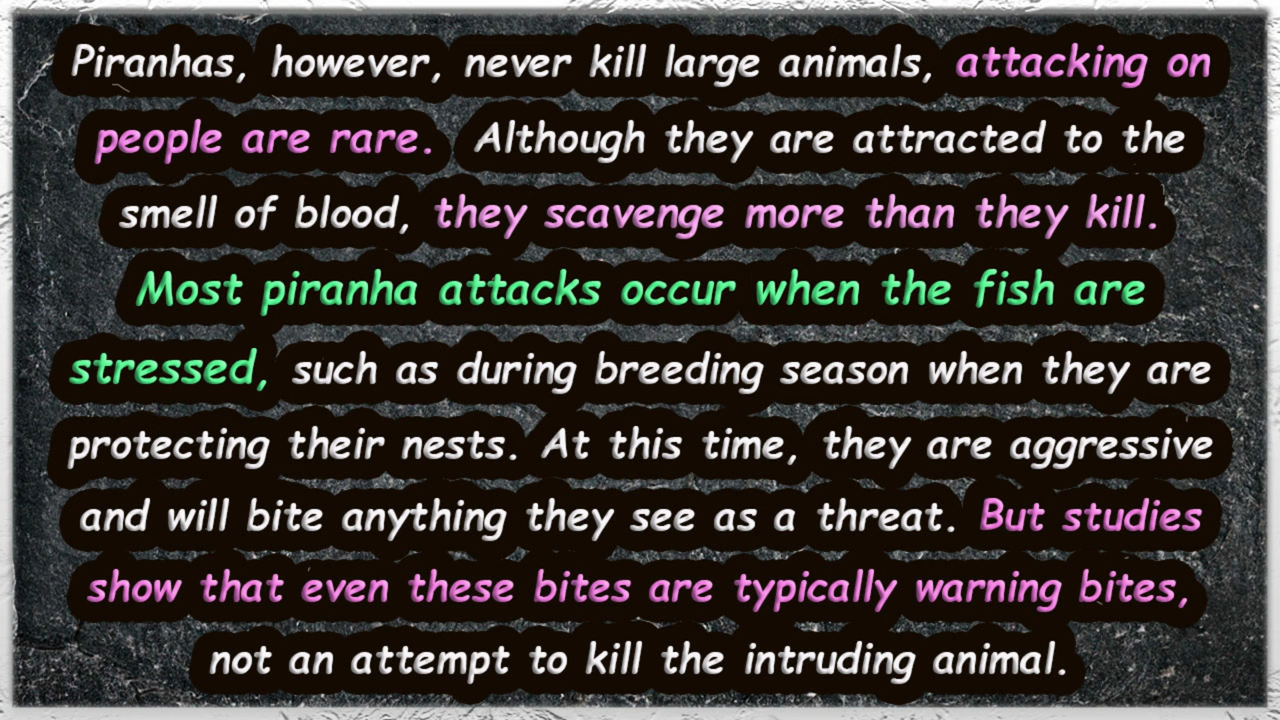 Piranhas, however, never kill large animals, attacking on
people are rare. Although they are attracted to the
smell of blood, they scavenge more than they kill.
Most piranha attacks occur when the fish are
stressed, such as during breeding season when they are
protecting their nests. At this time, they are aggressive
and will bite anything they see as a threat. But studies
show that even these bites are typically warning bites,
not an attempt to kill the intruding animal.